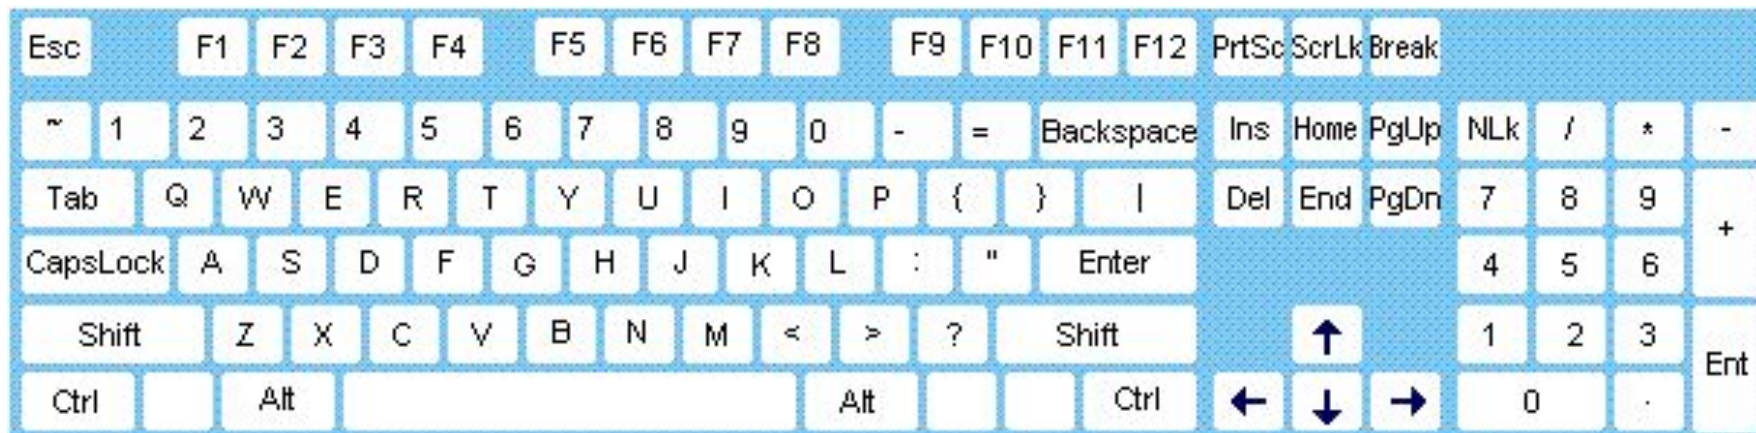 Esc F1 F2 F3 F4 F5 F6 F7 F8 F9 F10 F11 F12 PrtSc ScrLk Break
~ 1 2 3 4 5 6 7 8 9 0 - = Backspace Ins Home PgUp NLk / * -
Tab Q W E R T Y U I O P { } | Del End PgDn 7 8 9 +
CapsLock A S D F G H J K L : " Enter 4 5 6
Shift Z X C V B N M < > ? Shift ↑ 1 2 3 Ent
Ctrl Alt Alt Ctrl ← ↓ → 0 .